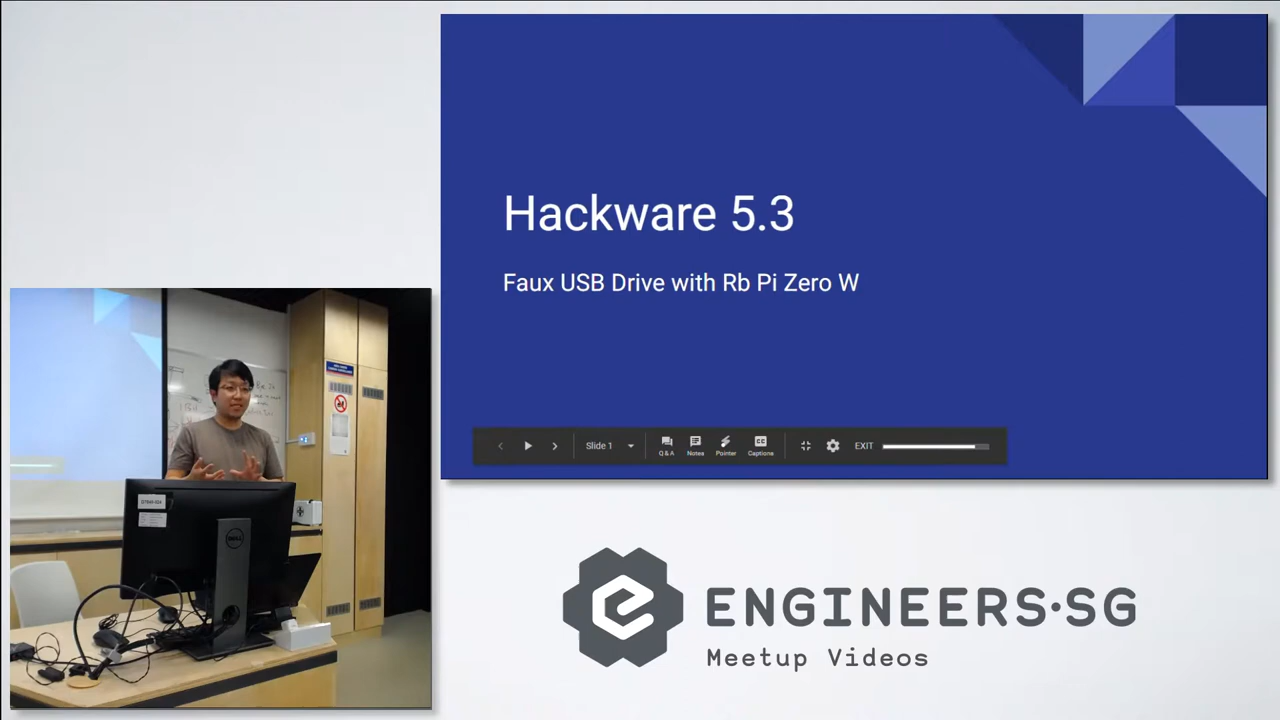 Hackware 5.3
Faux USB Drive with Rb Pi Zero W
Slide 1
Q & A
Notes
Pointer
CC
Captions
EXIT
DELL
ENGINEERS·SG
Meetup Videos